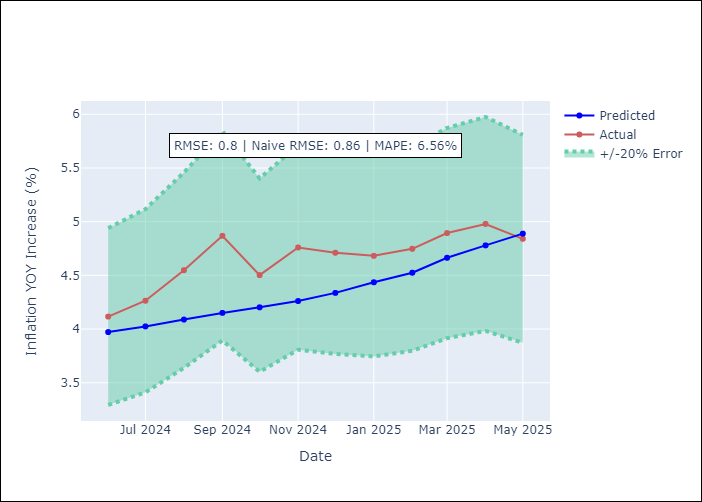 6
5.5
5
4.5
4
3.5
Inflation YOY Increase (%)
RMSE: 0.8 | Naive RMSE: 0.86 | MAPE: 6.56%
Predicted
Actual
+/-20% Error
Jul 2024
Sep 2024
Nov 2024
Jan 2025
Mar 2025
May 2025
Date